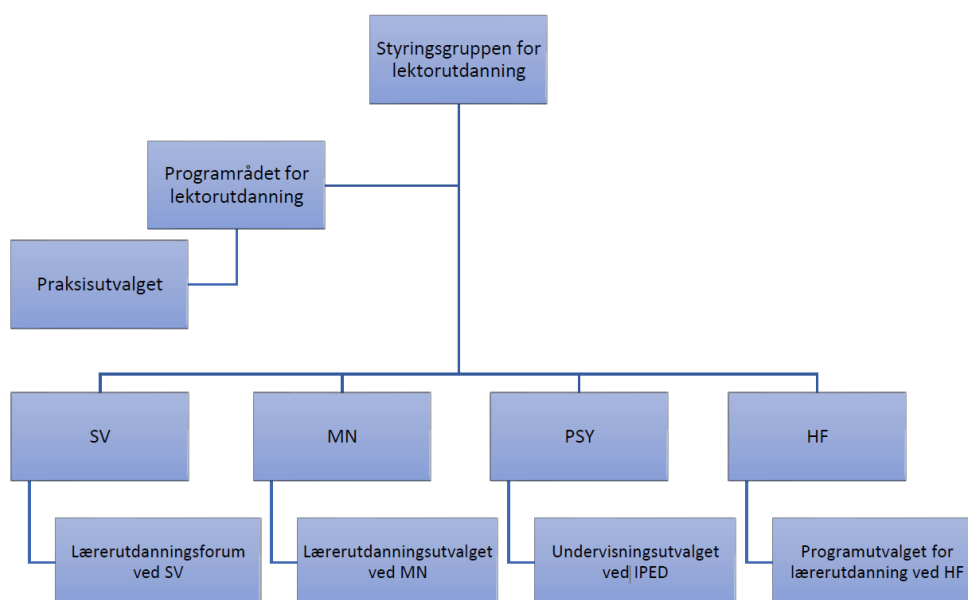 Styringsgruppen for
lektorutdanning
Programrådet for
lektorutdanning
Praksisutvalget
SV
MN
PSY
HF
Lærerutdanningsforum
ved SV
Lærerutdanningsutvalget
ved MN
Undervisningsutvalget
ved IPED
Programutvalget for
lærerutdanning ved HF